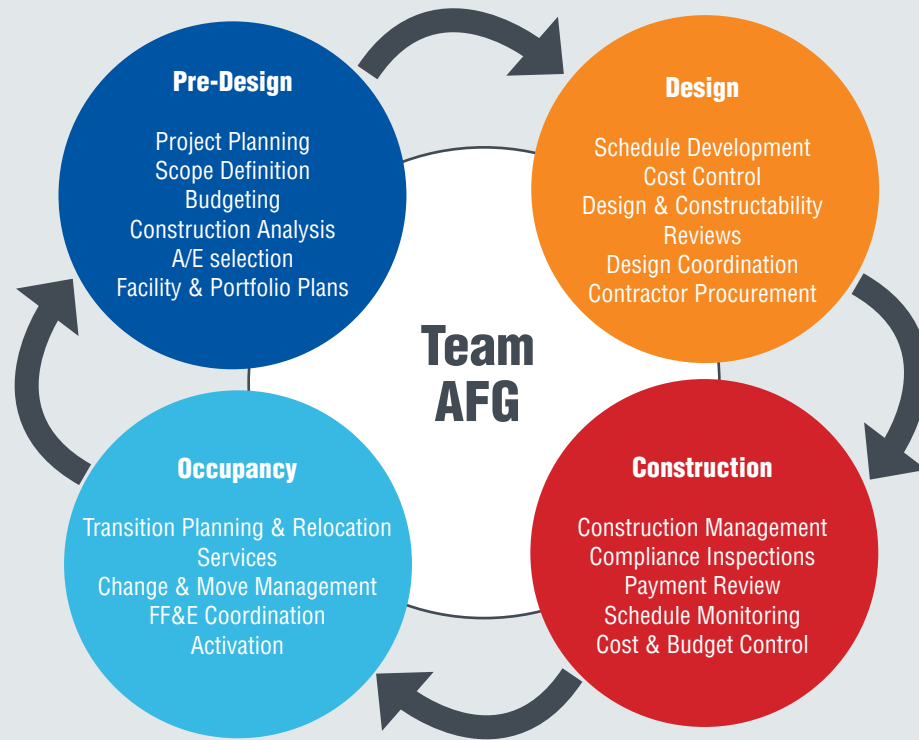 Pre-Design
Project Planning
Scope Definition
Budgeting
Construction Analysis
A/E selection
Facility & Portfolio Plans
Design
Schedule Development
Cost Control
Design & Constructability
Reviews
Design Coordination
Contractor Procurement
Team
AFG
Occupancy
Transition Planning & Relocation
Services
Change & Move Management
FF&E Coordination
Activation
Construction
Construction Management
Compliance Inspections
Payment Review
Schedule Monitoring
Cost & Budget Control